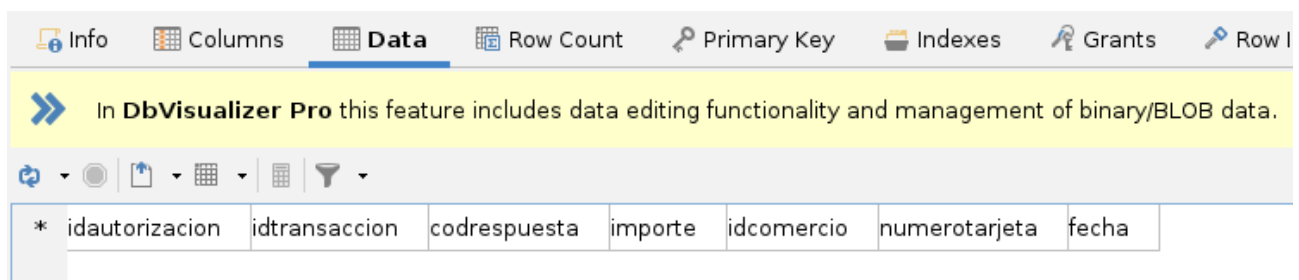 Info Columns Data Row Count Primary Key Indexes Grants Row I
In DbVisualizer Pro this feature includes data editing functionality and management of binary/BLOB data.
* idautorizacion idtransaccion codrespuesta importe idcomercio numerotarjeta fecha